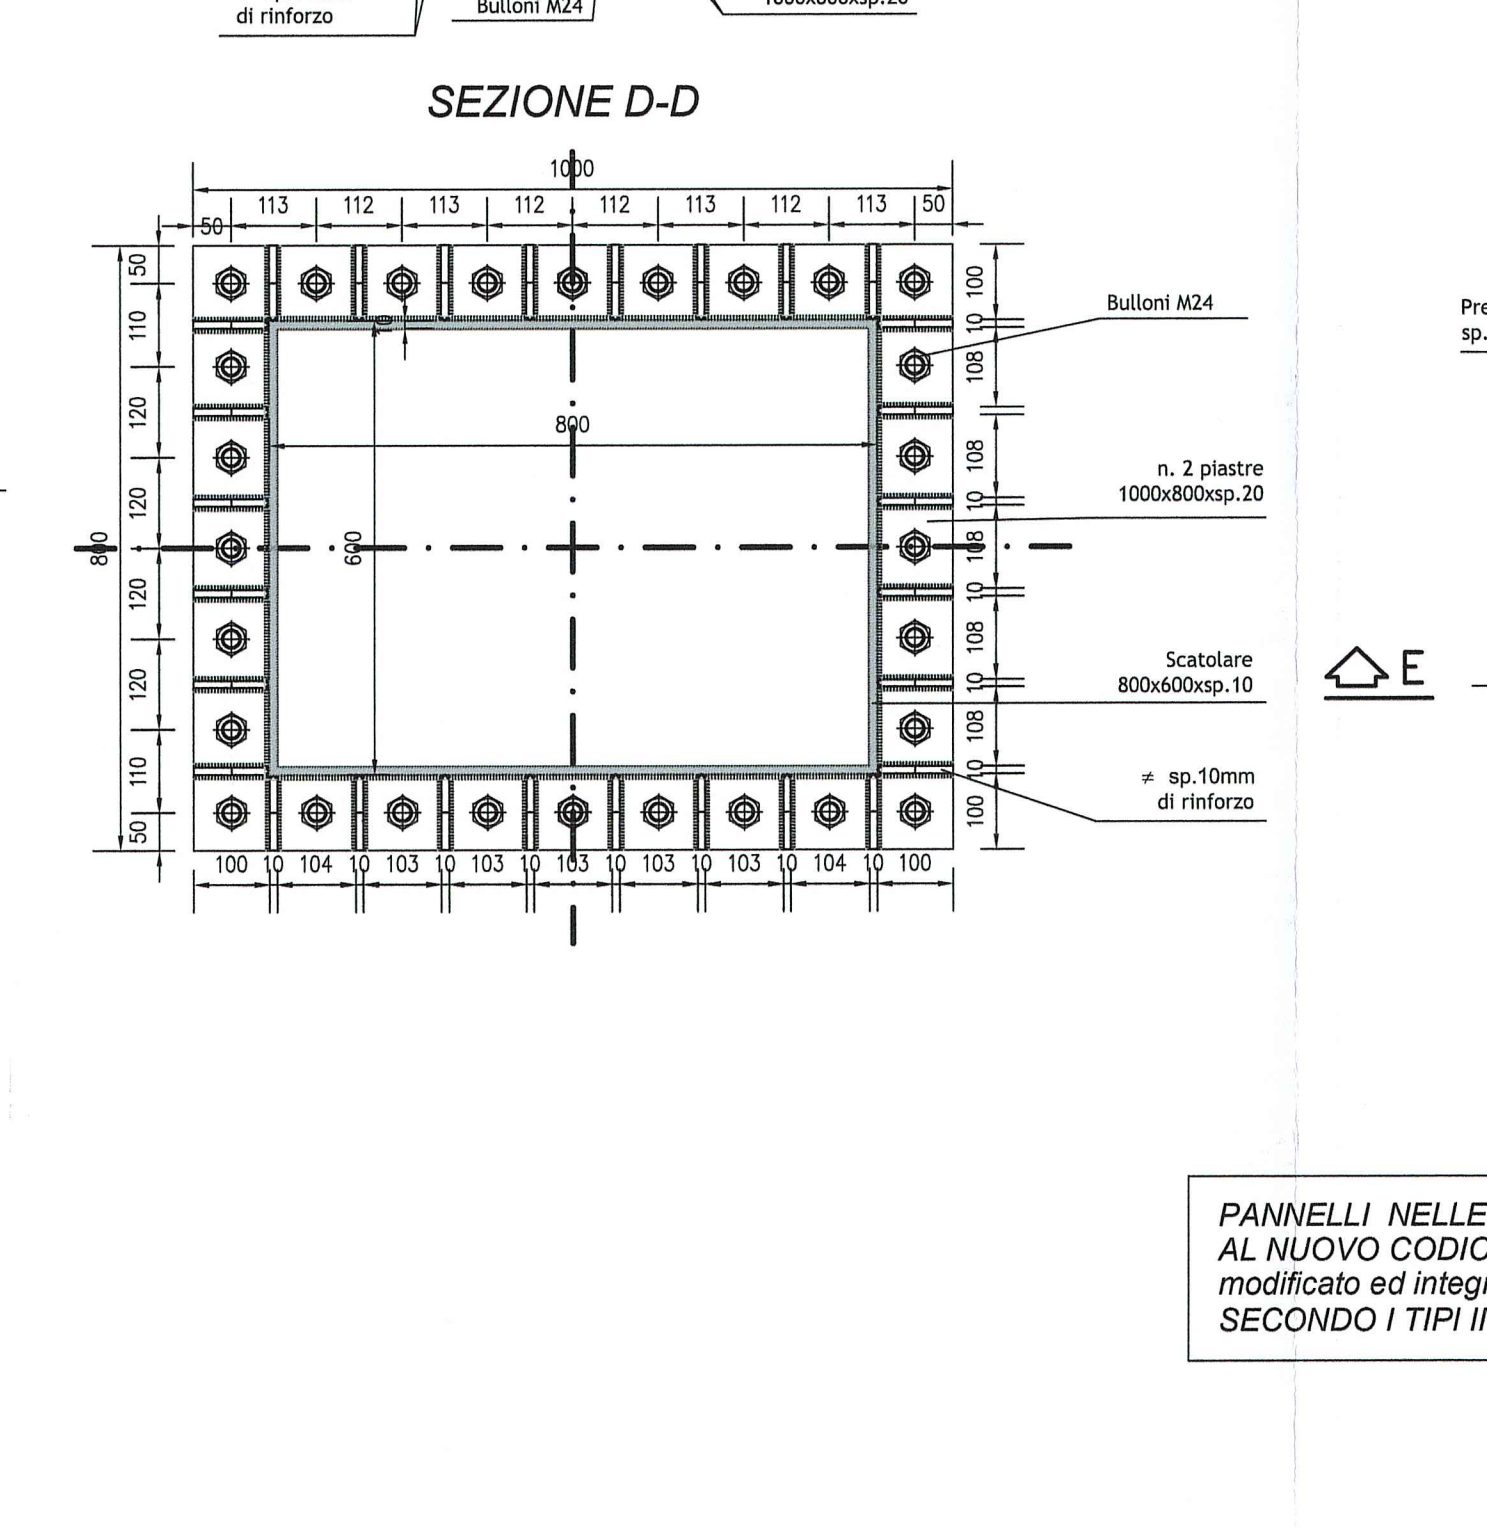 di rinforzo
Bulloni M24
SEZIONE D-D
1000
113 112 113 112 112 113 112 113 50
50
50
110
120
120
120
120
110
50
800
10
800
600
100
10
108
108
10
108
10
108
10
108
10
100
Bulloni M24
n. 2 piastre
1000x800xsp.20
Scatolare
800x600xsp.10
≠ sp.10mm
di rinforzo
100 10 104 10 103 10 103 10 103 10 103 10 103 10 104 10 100
E
sp.
PANNELLI NELLE
AL NUOVO
modificato ed
SECONDO I TIPI